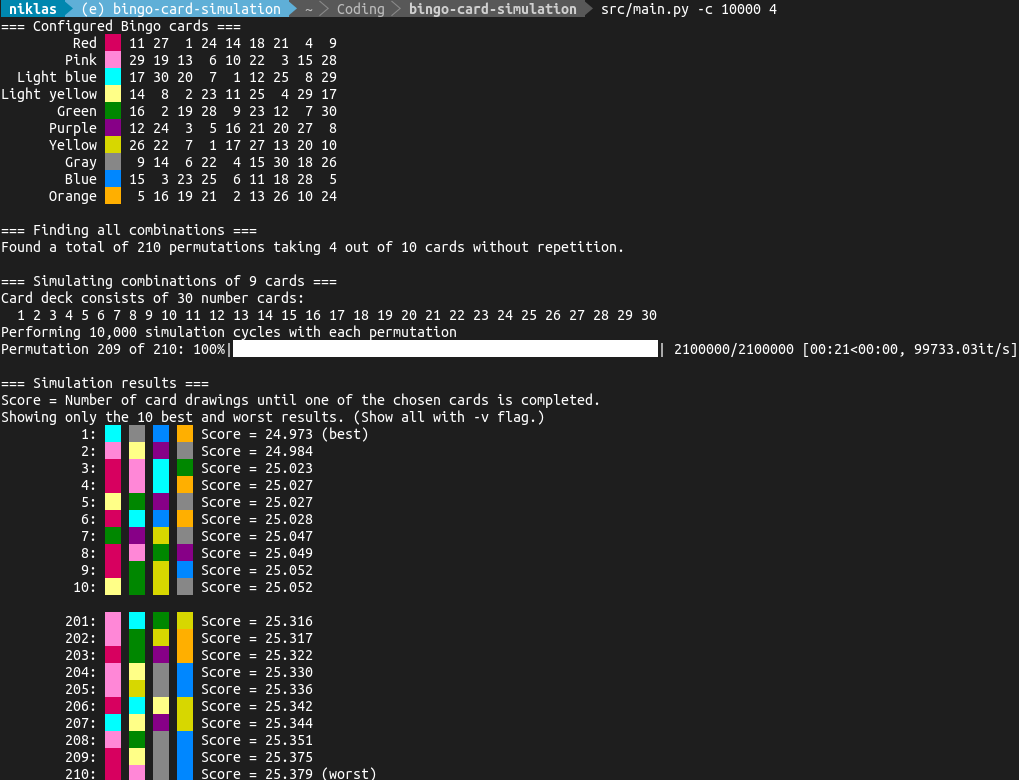 niklas (e) bingo-card-simulation ~ Coding bingo-card-simulation src/main.py -c 10000 4
=== Configured Bingo cards ===
Red 11 27 1 24 14 18 21 4 9
Pink 29 19 13 6 10 22 3 15 28
Light blue 17 30 20 7 1 12 25 8 29
Light yellow 14 8 2 23 11 25 4 29 17
Green 16 2 19 28 9 23 12 7 30
Purple 12 24 3 5 16 21 20 27 8
Yellow 26 22 7 1 17 27 13 20 10
Gray 9 14 6 22 4 15 30 18 26
Blue 15 3 23 25 6 11 18 28 5
Orange 5 16 19 21 2 13 26 10 24
=== Finding all combinations ===
Found a total of 210 permutations taking 4 out of 10 cards without repetition.
=== Simulating combinations of 9 cards ===
Card deck consists of 30 number cards:
1 2 3 4 5 6 7 8 9 10 11 12 13 14 15 16 17 18 19 20 21 22 23 24 25 26 27 28 29 30
Performing 10,000 simulation cycles with each permutation
Permutation 209 of 210: 100%| | 2100000/2100000 [00:21<00:00, 99733.03it/s]
=== Simulation results ===
Score = Number of card drawings until one of the chosen cards is completed.
Showing only the 10 best and worst results. (Show all with -v flag.)
1: Score = 24.973 (best)
2: Score = 24.984
3: Score = 25.023
4: Score = 25.027
5: Score = 25.027
6: Score = 25.028
7: Score = 25.047
8: Score = 25.049
9: Score = 25.052
10: Score = 25.052
201: Score = 25.316
202: Score = 25.317
203: Score = 25.322
204: Score = 25.330
205: Score = 25.336
206: Score = 25.342
207: Score = 25.344
208: Score = 25.351
209: Score = 25.375
210: Score = 25.379 (worst)